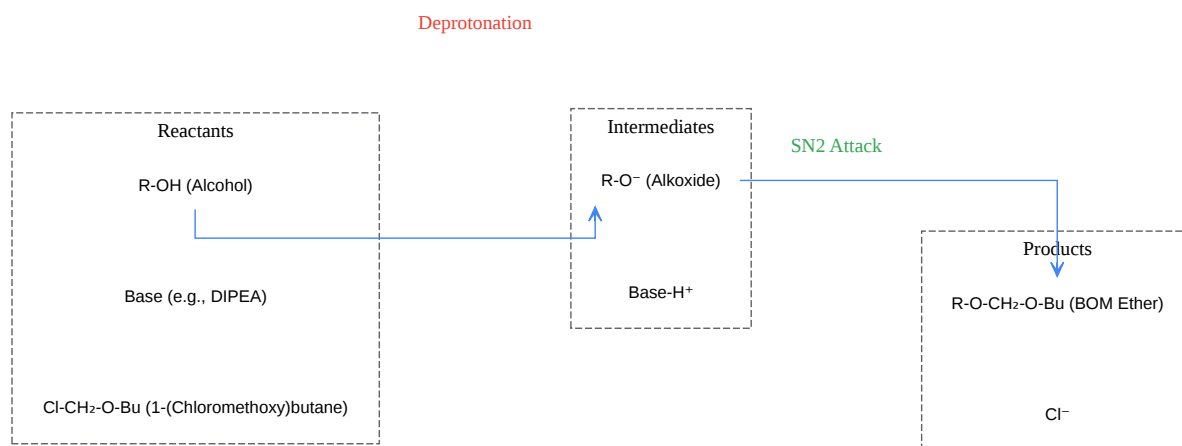 Deprotonation
Reactants
R-OH (Alcohol)
Base (e.g., DIPEA)
Cl-CH₂-O-Bu (1-(Chloromethoxy)butane)
Intermediates
R-O⁻ (Alkoxide)
Base-H⁺
SN2 Attack
Products
R-O-CH₂-O-Bu (BOM Ether)
Cl⁻